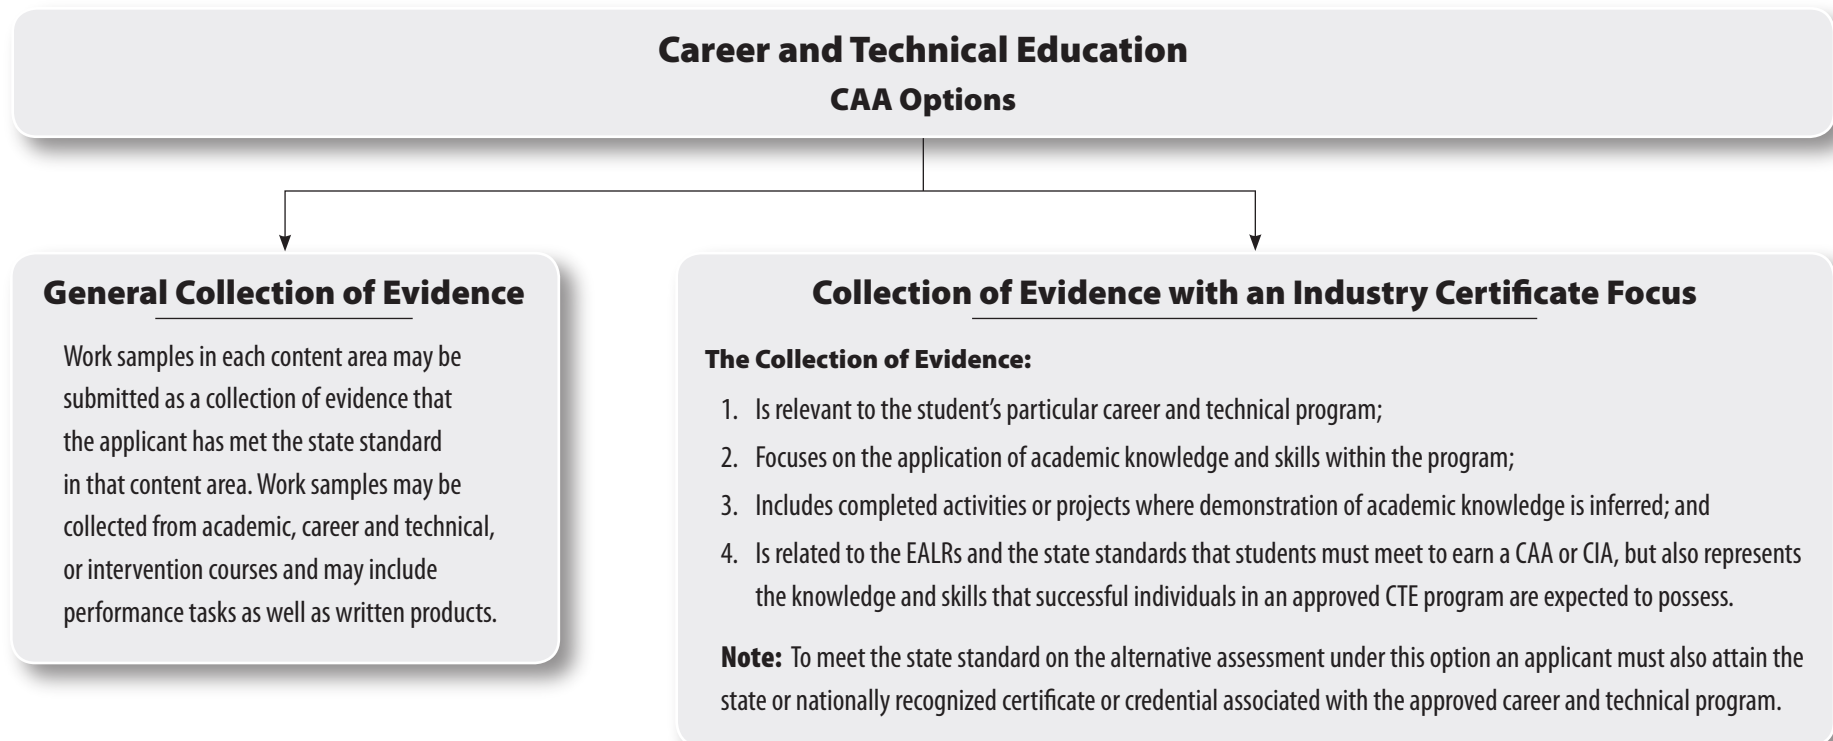 Career and Technical Education
CAA Options
General Collection of Evidence
Work samples in each content area may be
submitted as a collection of evidence that
the applicant has met the state standard
in that content area. Work samples may be
collected from academic, career and technical,
or intervention courses and may include
performance tasks as well as written products.
Collection of Evidence with an Industry Certificate Focus
The Collection of Evidence:
1. Is relevant to the student’s particular career and technical program;
2. Focuses on the application of academic knowledge and skills within the program;
3. Includes completed activities or projects where demonstration of academic knowledge is inferred; and
4. Is related to the EALRs and the state standards that students must meet to earn a CAA or CIA, but also represents
the knowledge and skills that successful individuals in an approved CTE program are expected to possess.
Note: To meet the state standard on the alternative assessment under this option an applicant must also attain the
state or nationally recognized certificate or credential associated with the approved career and technical program.